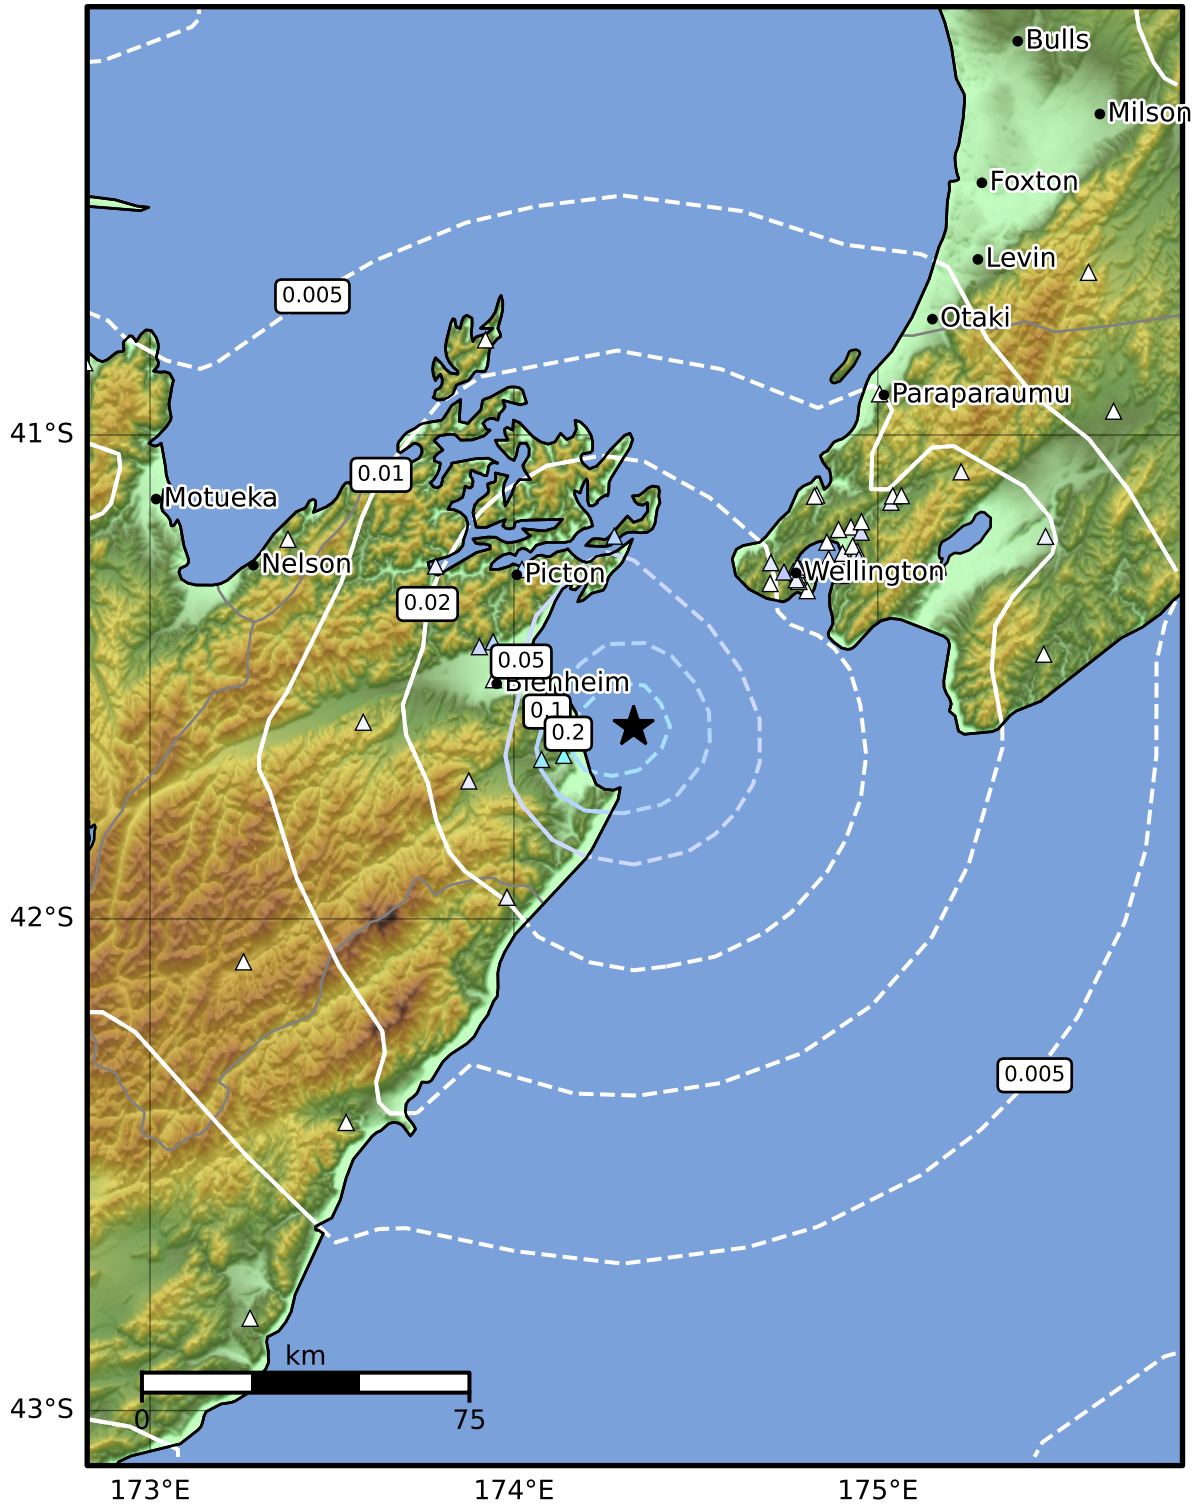 Bulls
Milson
Foxton
Levin
0.005
Otaki
Paraparaumu
41°S
0.01
Motueka
Nelson
Picton
Wellington
0.02
0.05
Blenheim
0.1
0.2
42°S
0.005
km
0
75
43°S
173°E
174°E
175°E